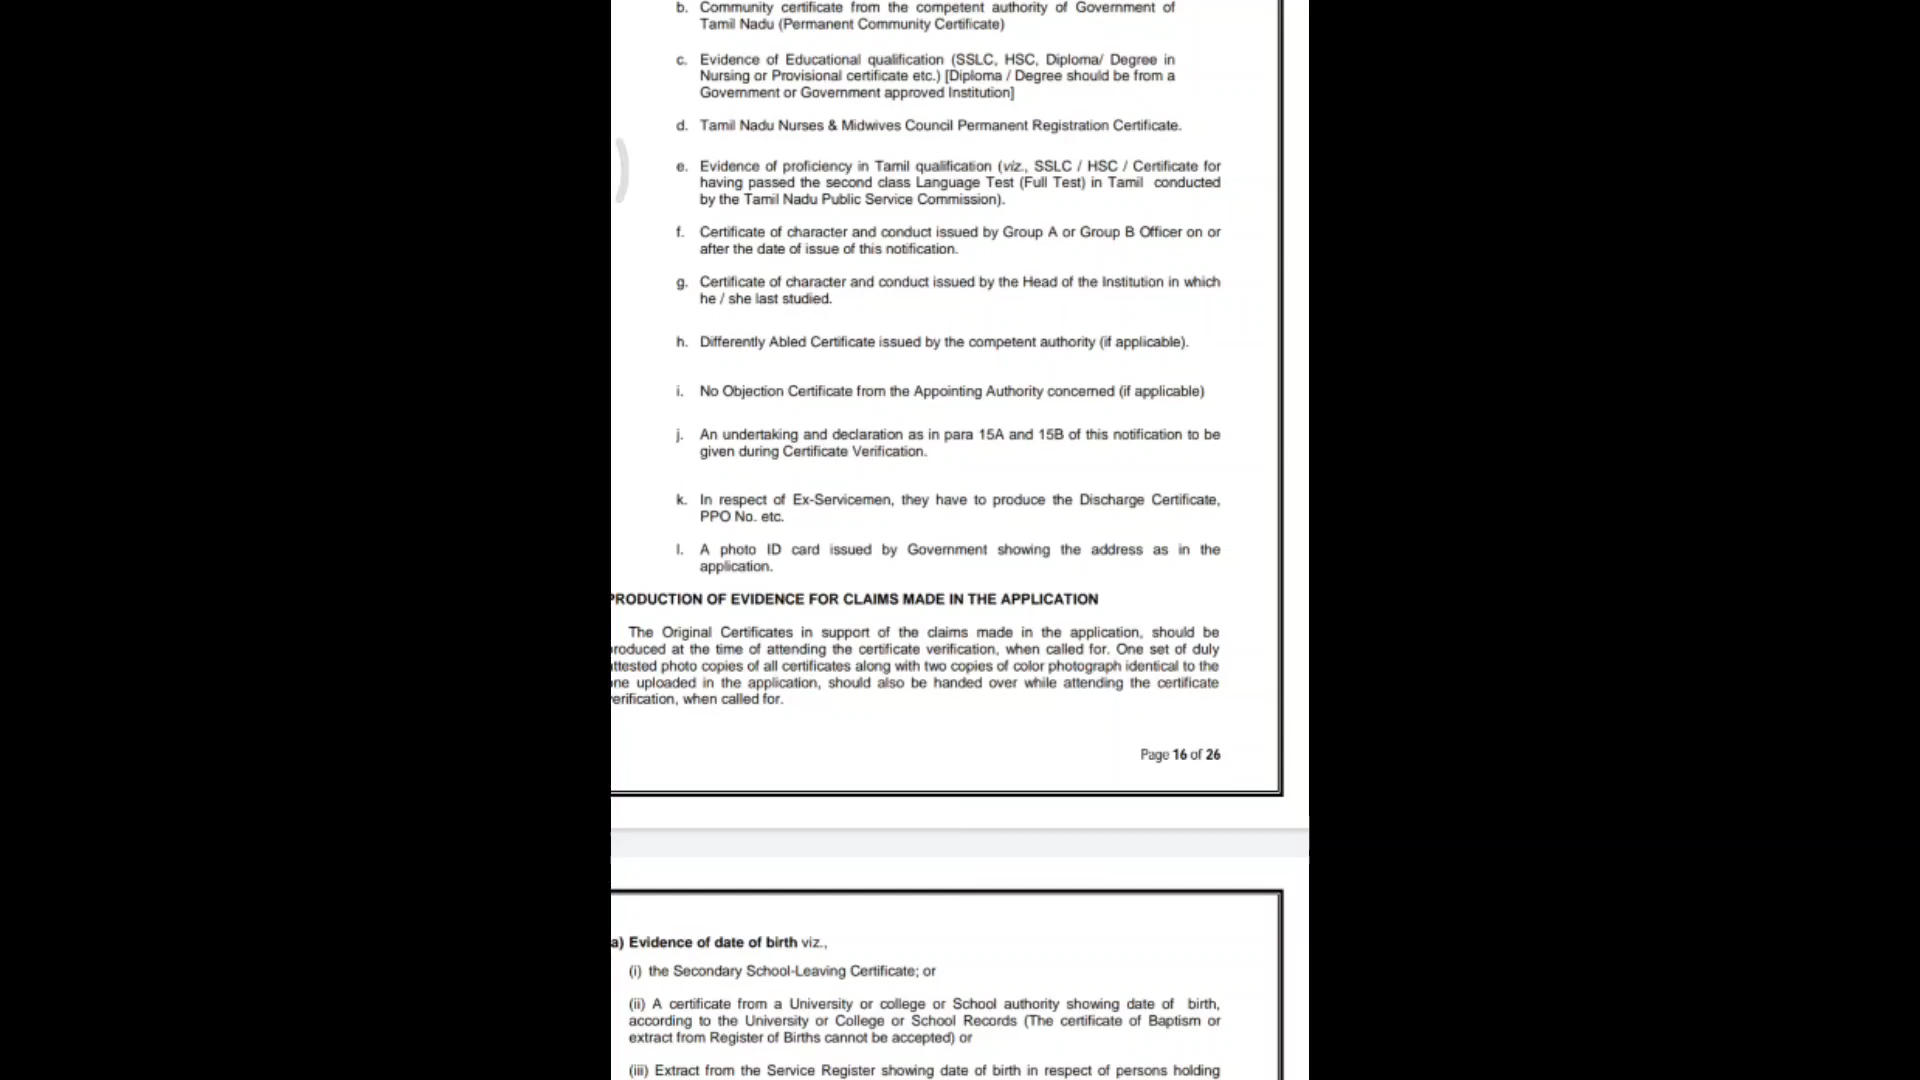 b. Community certificate from the competent authority of Government of
Tamil Nadu (Permanent Community Certificate)
c. Evidence of Educational qualification (SSLC, HSC, Diploma/ Degree in
Nursing or Provisional certificate etc.) [Diploma / Degree should be from a
Government or Government approved Institution]
d. Tamil Nadu Nurses & Midwives Council Permanent Registration Certificate.
e. Evidence of proficiency in Tamil qualification (viz., SSLC / HSC / Certificate for
having passed the second class Language Test (Full Test) in Tamil conducted
by the Tamil Nadu Public Service Commission).
f. Certificate of character and conduct issued by Group A or Group B Officer on or
after the date of issue of this notification.
g. Certificate of character and conduct issued by the Head of the Institution in which
he / she last studied.
h. Differently Abled Certificate issued by the competent authority (if applicable).
i. No Objection Certificate from the Appointing Authority concerned (if applicable)
j. An undertaking and declaration as in para 15A and 15B of this notification to be
given during Certificate Verification.
k. In respect of Ex-Servicemen, they have to produce the Discharge Certificate,
PPO No. etc.
l. A photo ID card issued by Government showing the address as in the
application.
PRODUCTION OF EVIDENCE FOR CLAIMS MADE IN THE APPLICATION
The Original Certificates in support of the claims made in the application, should be
roduced at the time of attending the certificate verification, when called for. One set of duly
ttested photo copies of all certificates along with two copies of color photograph identical to the
ne uploaded in the application, should also be handed over while attending the certificate
erification, when called for.
Page 16 of 26
a) Evidence of date of birth viz.,
(i) the Secondary School-Leaving Certificate; or
(ii) A certificate from a University or college or School authority showing date of birth,
according to the University or College or School Records (The certificate of Baptism or
extract from Register of Births cannot be accepted) or
(iii) Extract from the Service Register showing date of birth in respect of persons holding